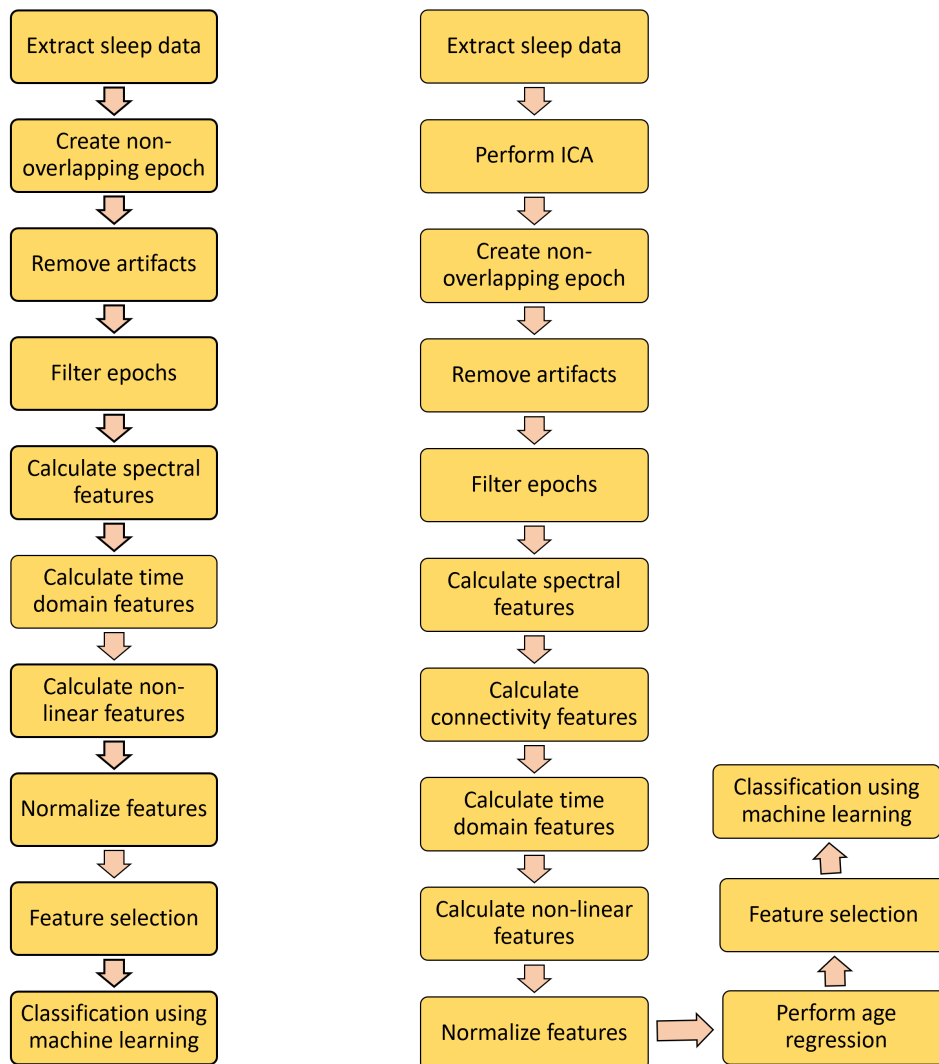 Extract sleep data
Create non-
overlapping epoch
Remove artifacts
Filter epochs
Calculate spectral
features
Calculate time
domain features
Calculate non-
linear features
Normalize features
Feature selection
Classification using
machine learning
Extract sleep data
Perform ICA
Create non-
overlapping epoch
Remove artifacts
Filter epochs
Calculate spectral
features
Calculate
connectivity features
Calculate time
domain features
Calculate non-linear
features
Normalize features
Perform age
regression
Feature selection
Classification using
machine learning